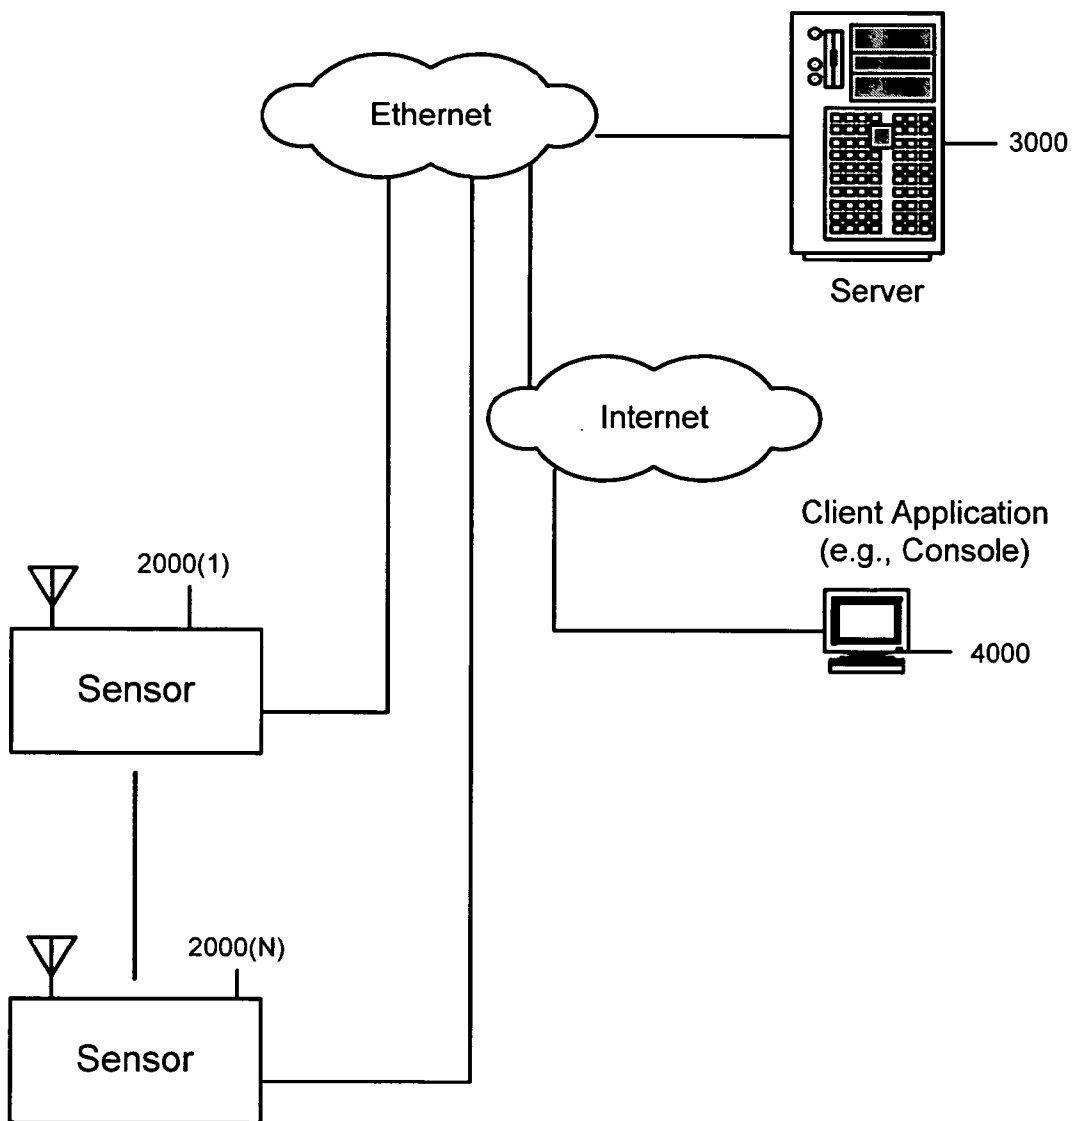 Ethernet
3000
Server
Internet
Client Application
(e.g., Console)
2000(1)
4000
Sensor
2000(N)
Sensor